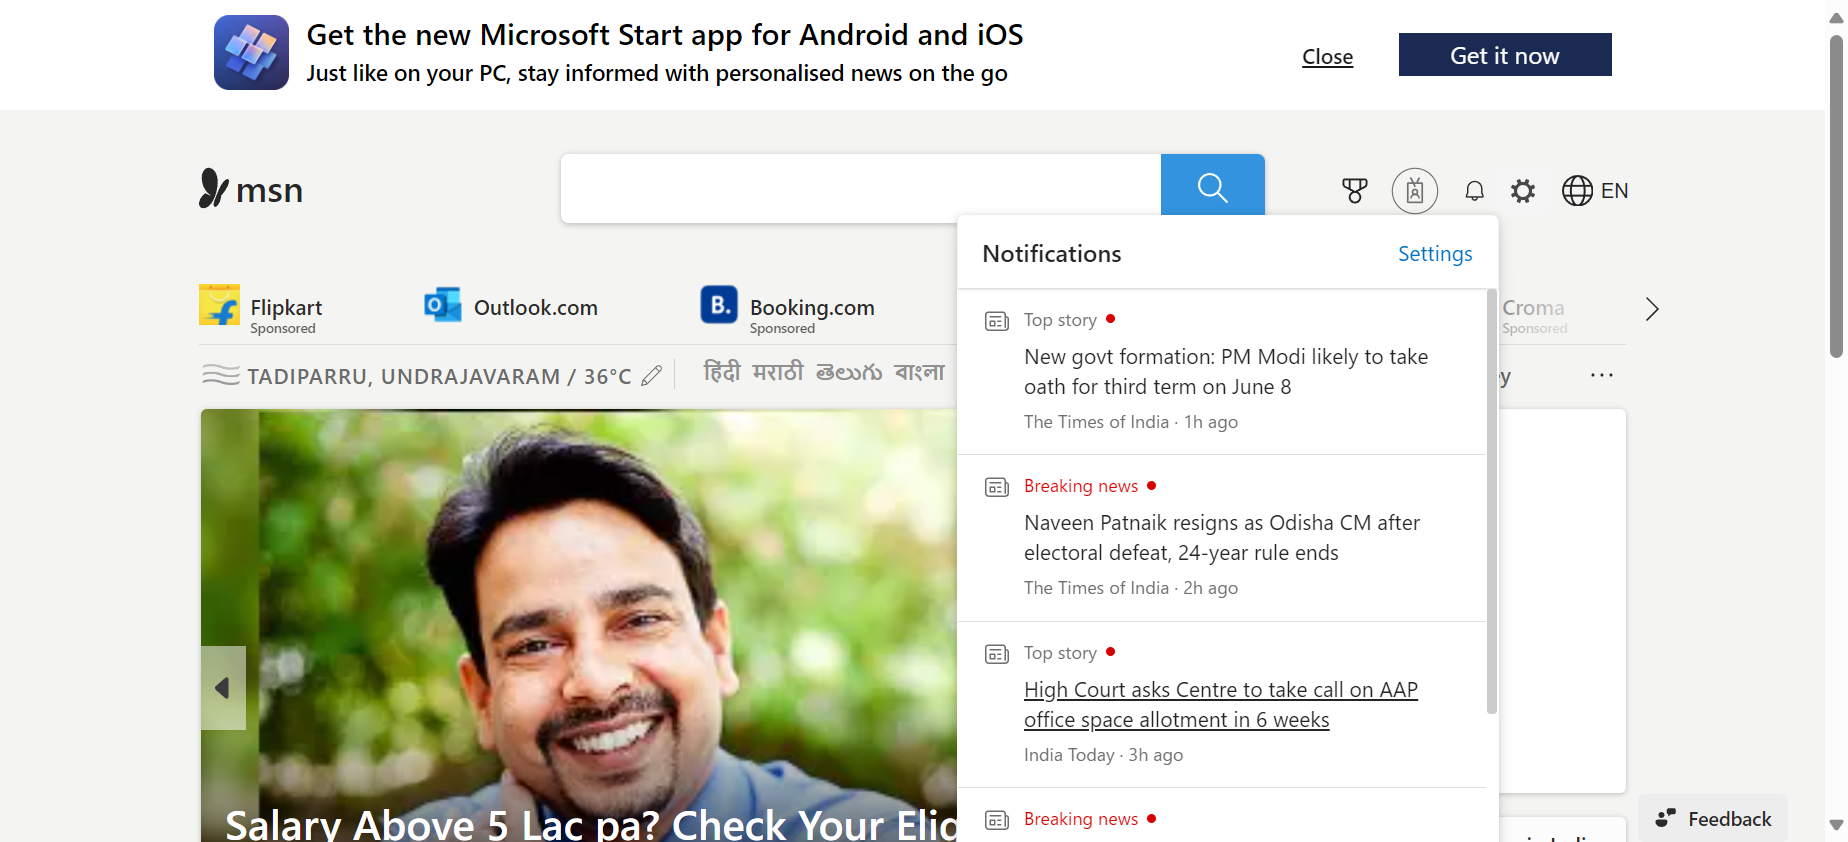 Get the new Microsoft Start app for Android and iOS
Just like on your PC, stay informed with personalised news on the go
Close
Get it now
msn
EN
Notifications
Settings
Flipkart
Sponsored
Outlook.com
B.
Booking.com
Sponsored
Croma
Sponsored
TADIPARRU, UNDRAJAVARAM / 36°C
हिंदी मराठी తెలుగు বাংলা
Top story
New govt formation: PM Modi likely to take
oath for third term on June 8
The Times of India · 1h ago
Breaking news
Naveen Patnaik resigns as Odisha CM after
electoral defeat, 24-year rule ends
The Times of India · 2h ago
Top story
High Court asks Centre to take call on AAP
office space allotment in 6 weeks
India Today · 3h ago
Breaking news
Salary Above 5 Lac pa? Check Your
Feedback